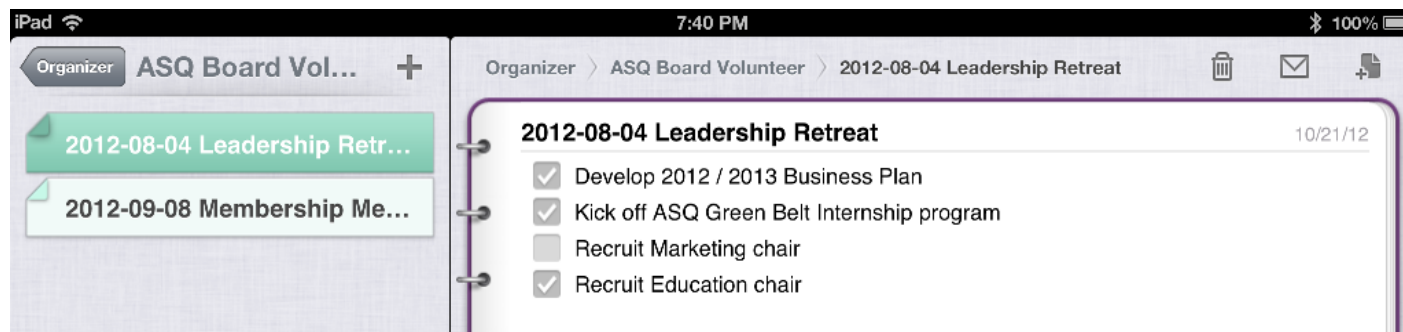 iPad 7:40 PM 100%
Organizer ASQ Board Vol... +
2012-08-04 Leadership Retr...
2012-09-08 Membership Me...
Organizer 〉 ASQ Board Volunteer 〉 2012-08-04 Leadership Retreat
2012-08-04 Leadership Retreat 10/21/12
Develop 2012 / 2013 Business Plan
Kick off ASQ Green Belt Internship program
Recruit Marketing chair
Recruit Education chair